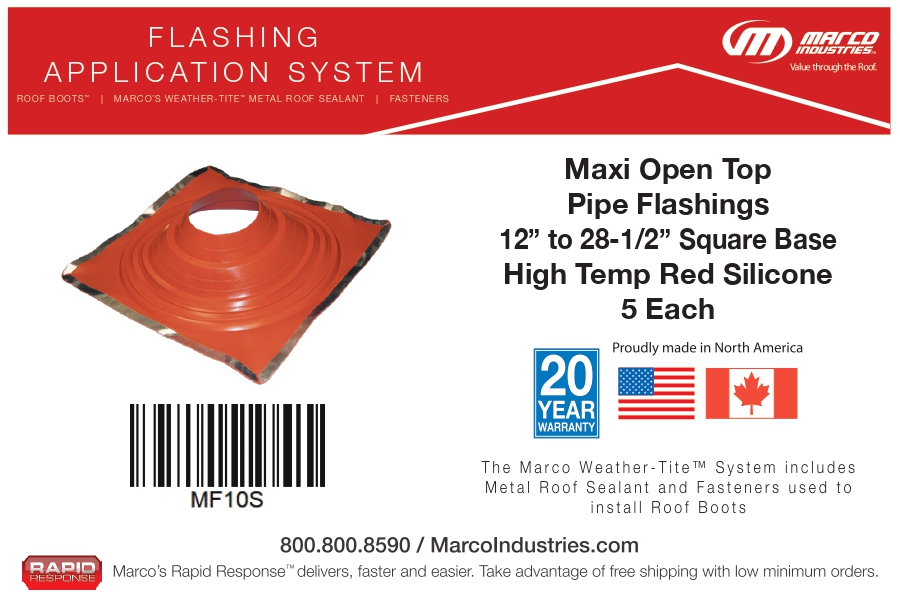 FLASHING
APPLICATION SYSTEM
ROOF BOOTS™ | MARCO'S WEATHER-TITE™ METAL ROOF SEALANT | FASTENERS
MARCO
INDUSTRIES™
Value through the Roof.
Maxi Open Top
Pipe Flashings
12” to 28-1/2” Square Base
High Temp Red Silicone
5 Each
Proudly made in North America
20
YEAR
WARRANTY
MF10S
The Marco Weather-Tite™ System includes
Metal Roof Sealant and Fasteners used to
install Roof Boots
800.800.8590 / MarcoIndustries.com
RAPID
RESPONSE
Marco’s Rapid Response™ delivers, faster and easier. Take advantage of free shipping with low minimum orders.